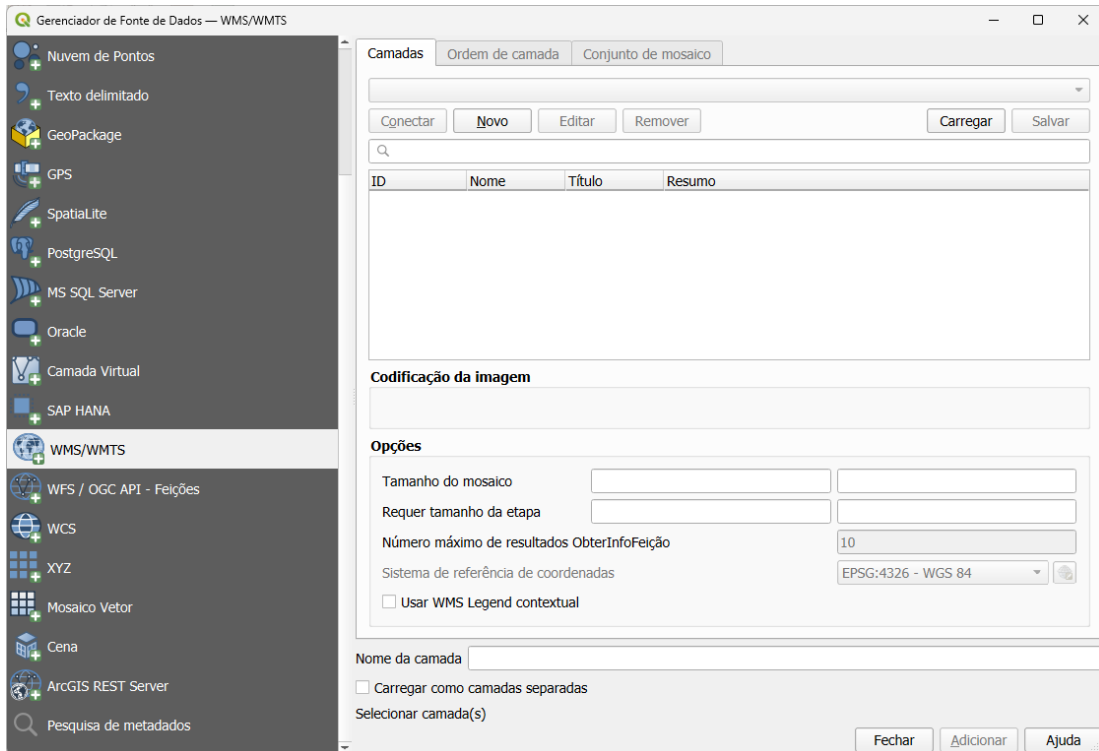 Gerenciador de Fonte de Dados — WMS/WMTS
Nuvem de Pontos
Texto delimitado
GeoPackage
GPS
SpatiaLite
PostgreSQL
MS SQL Server
Oracle
Camada Virtual
SAP HANA
WMS/WMTS
WFS / OGC API - Feições
WCS
XYZ
Mosaico Vetor
Cena
ArcGIS REST Server
Pesquisa de metadados
Camadas Ordem de camada Conjunto de mosaico
Conectar Novo Editar Remover Carregar Salvar
ID Nome Título Resumo
Codificação da imagem
Opções
Tamanho do mosaico
Requer tamanho da etapa
Número máximo de resultados ObterInfoFeição 10
Sistema de referência de coordenadas EPSG:4326 - WGS 84
Usar WMS Legend contextual
Nome da camada
Carregar como camadas separadas
Selecionar camada(s)
Fechar Adicionar Ajuda